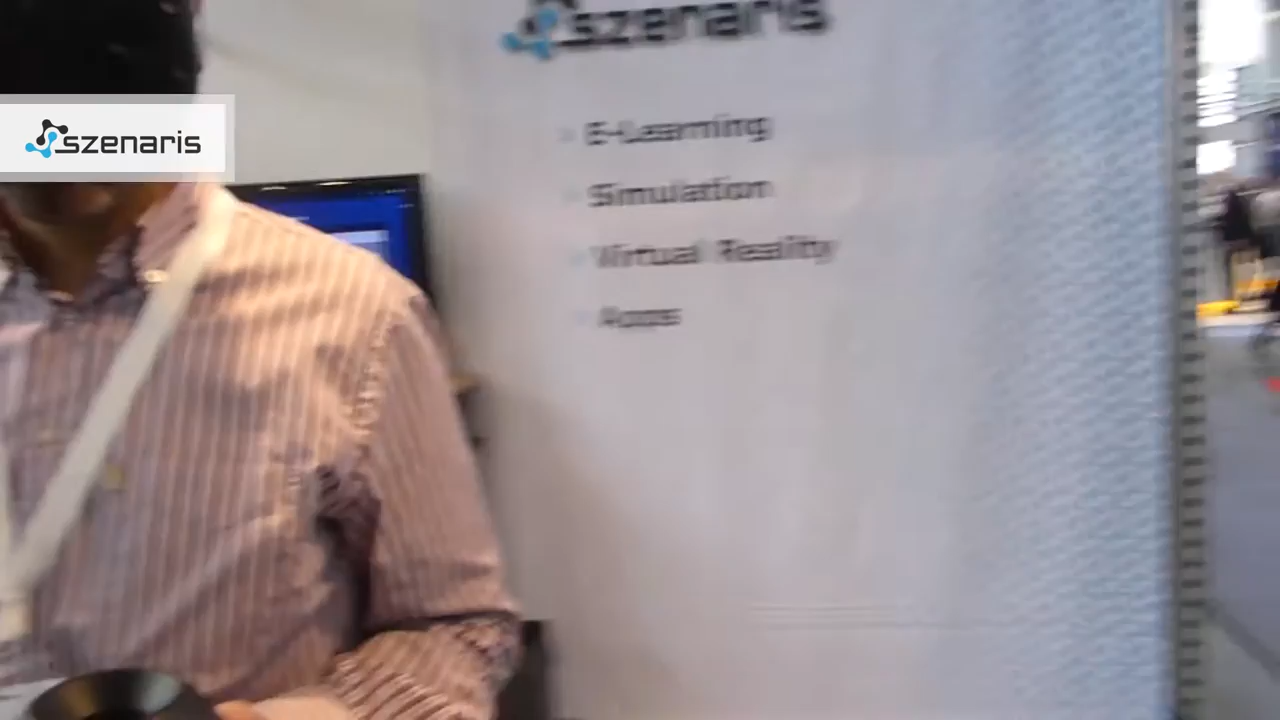 szenaris
E-Learning
Simulation
Virtual Reality
Apps
szenaris